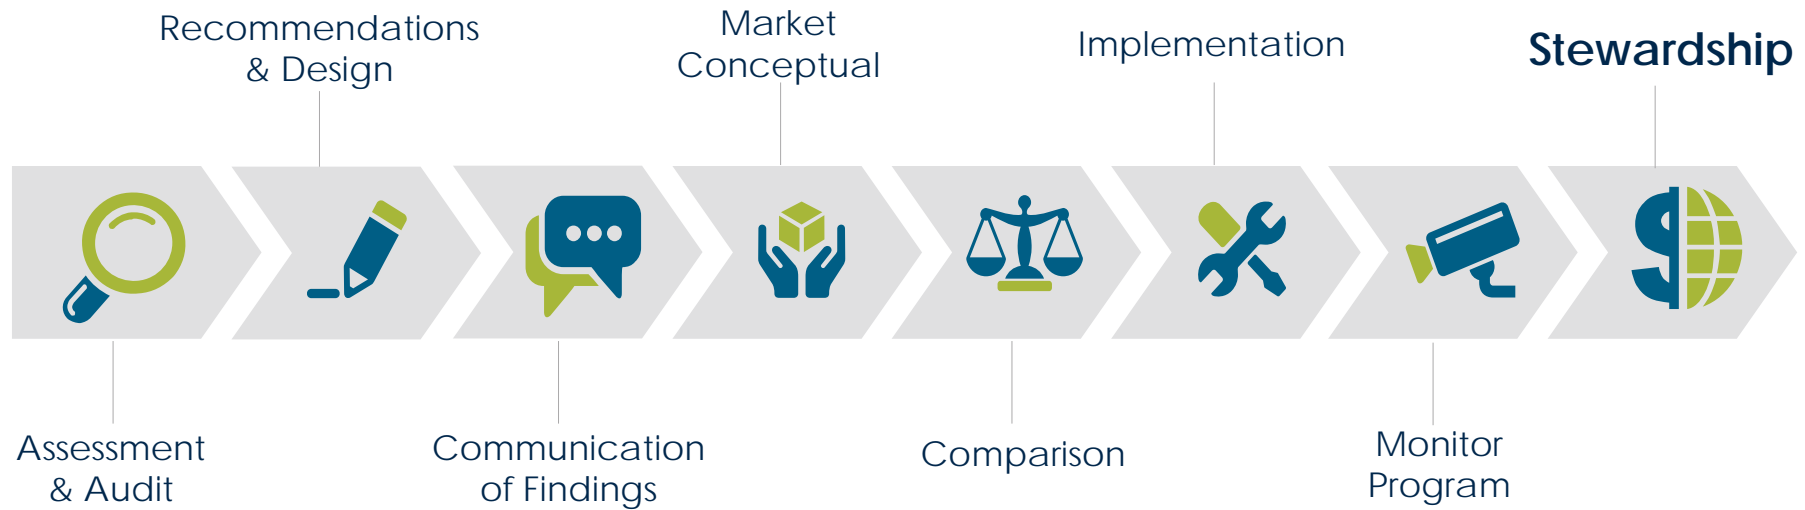 Recommendations
& Design
Market
Conceptual
Implementation
Stewardship
Assessment
& Audit
Communication
of Findings
Comparison
Monitor
Program